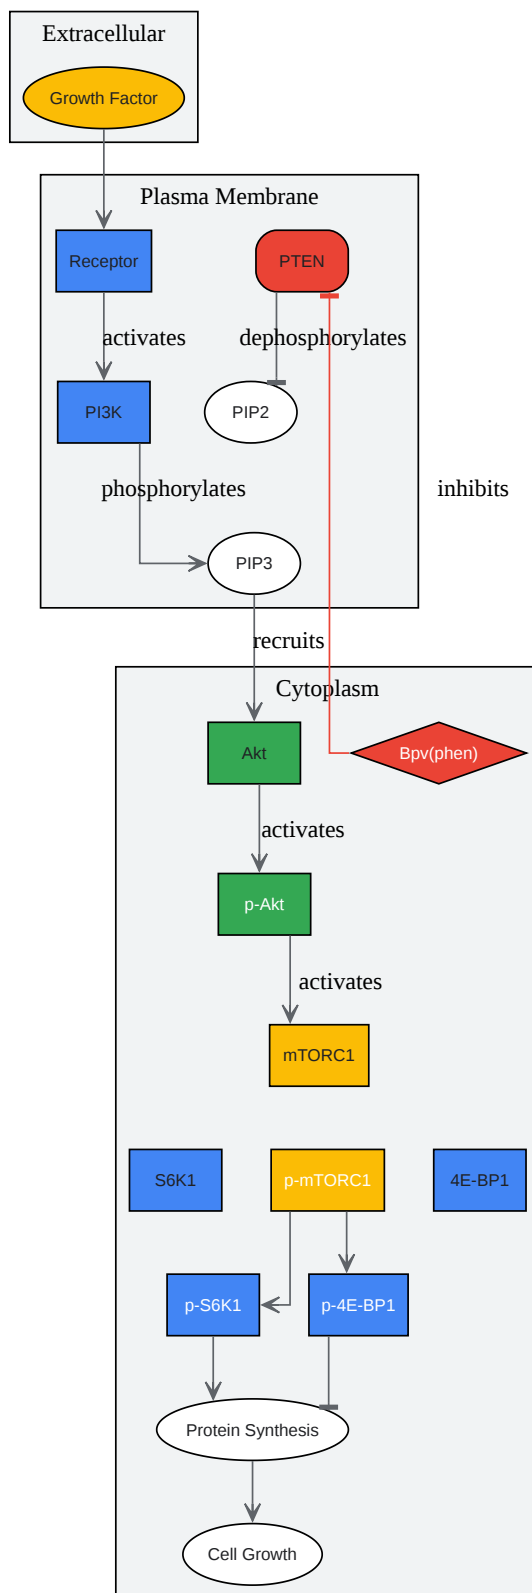 Extracellular
Growth Factor
Plasma Membrane
Receptor
PTEN
activates
dephosphorylates
PI3K
PIP2
phosphorylates
inhibits
PIP3
recruits
Cytoplasm
Akt
Bpv(phen)
activates
p-Akt
activates
mTORC1
S6K1
p-mTORC1
4E-BP1
p-S6K1
p-4E-BP1
Protein Synthesis
Cell Growth